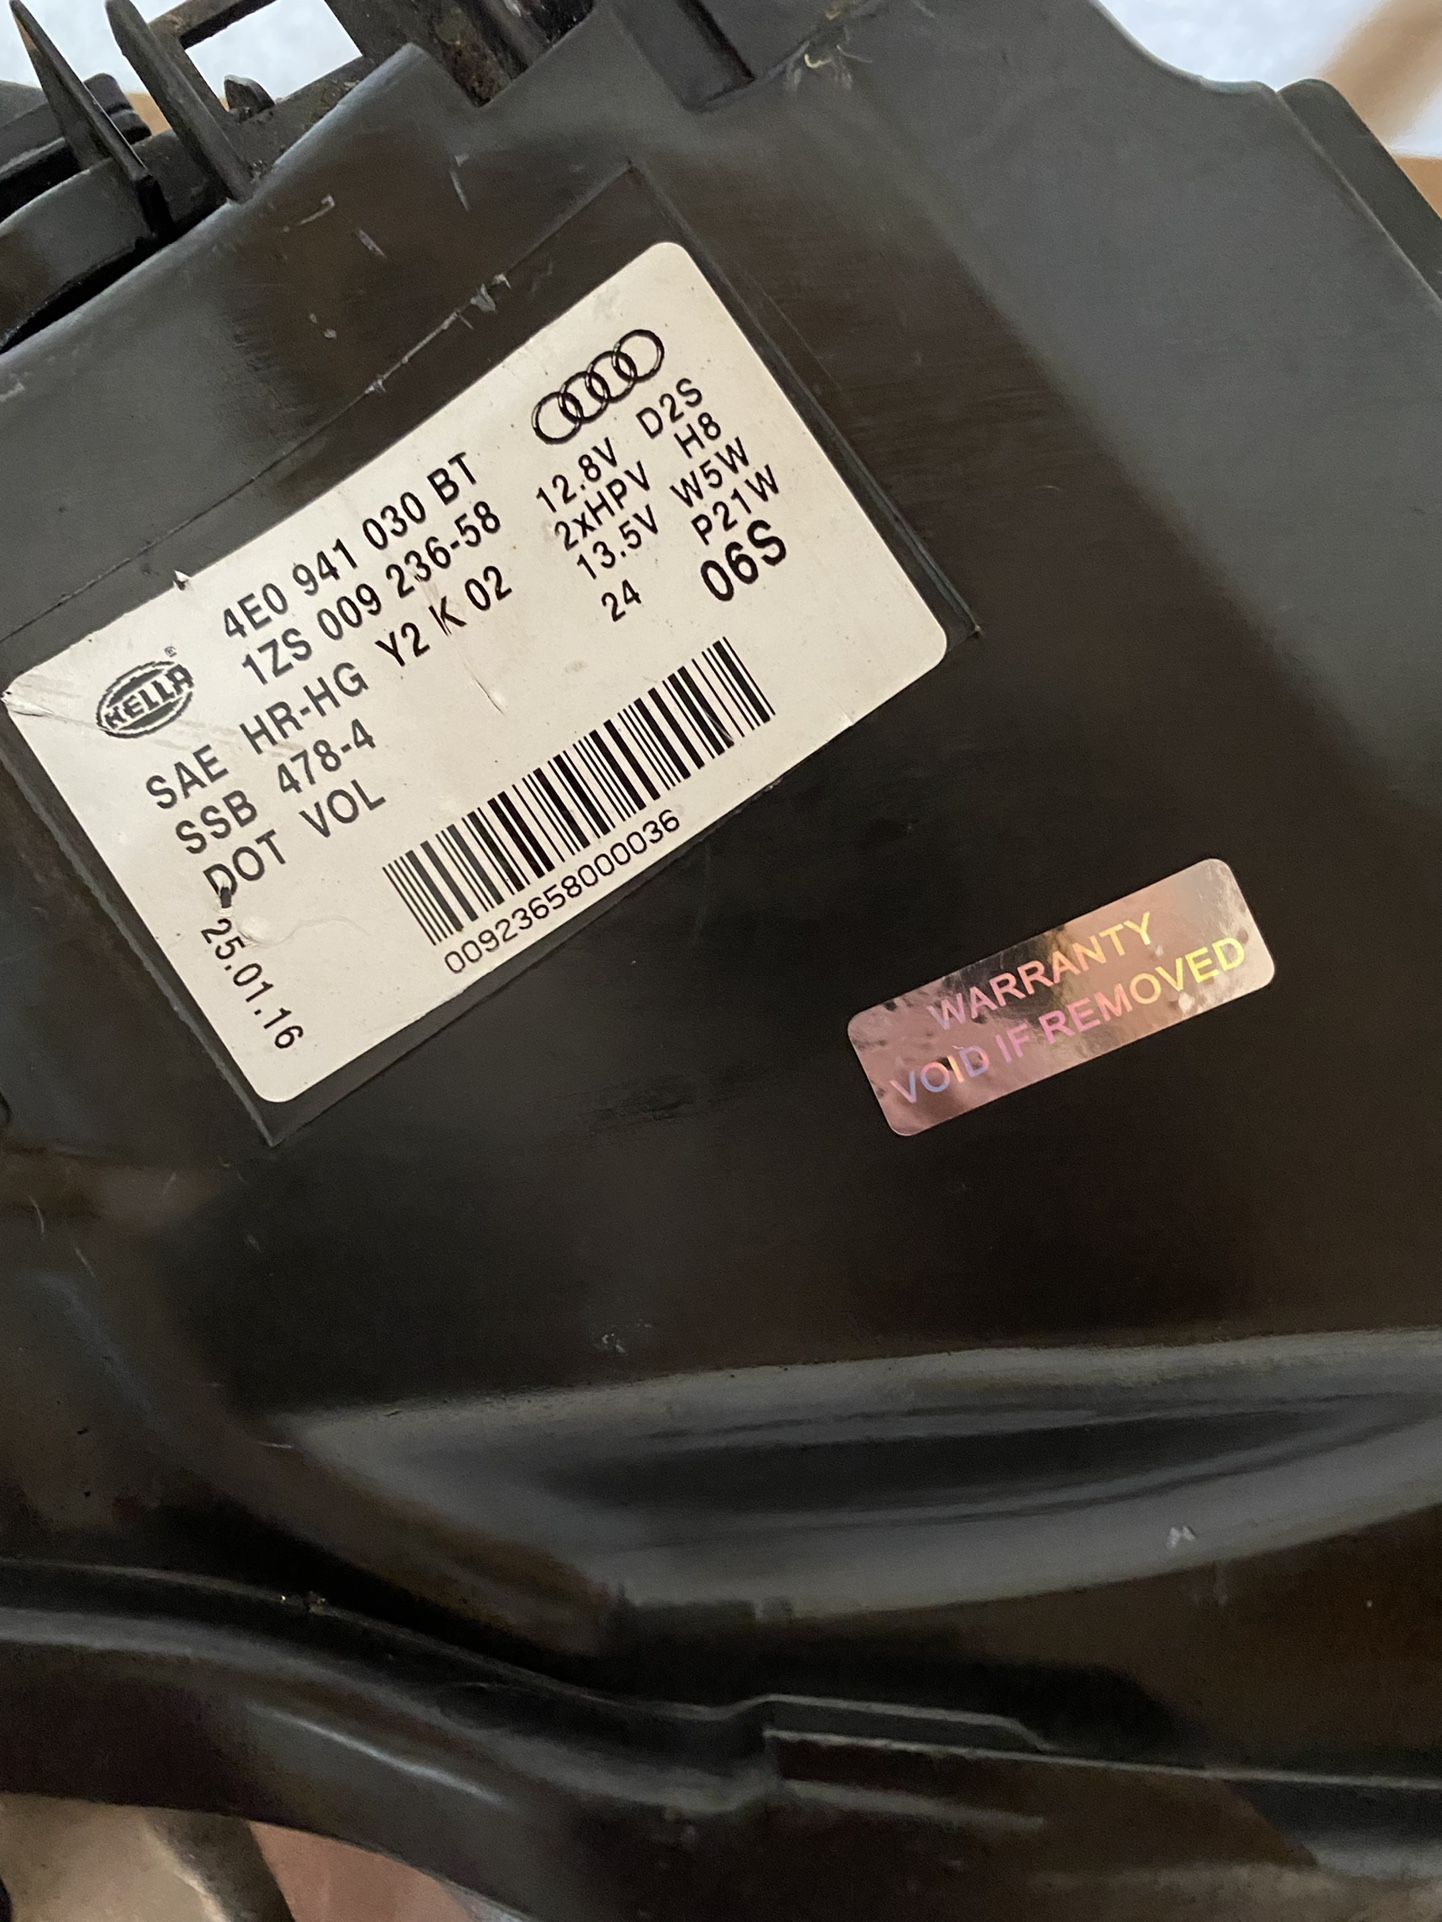 4E0 941 030 BT
1ZS 009 236-58
HELLA®
SAE HR-HG Y2 K 02
SSB 478-4
DOT VOL
12.8V D2S
2xHPV H8
13.5V W5W
24 P21W
06S
25.01.16
00923658000036
WARRANTY
VOID IF REMOVED